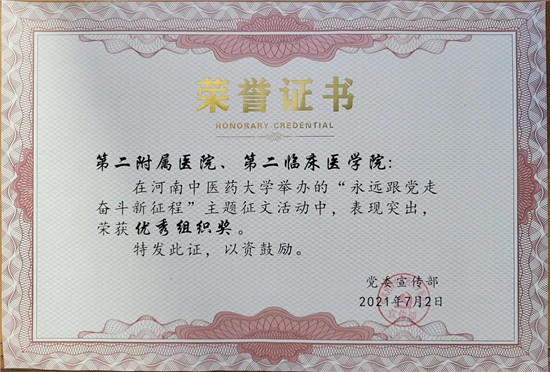 荣誉证书
HONORARY CREDENTIAL
第二附属医院、第二临床医学院：
在河南中医药大学举办的“永远跟党走
奋斗新征程”主题征文活动中，表现突出，
荣获优秀组织奖。
特发此证，以资鼓励。
党委宣传部
2021年7月2日